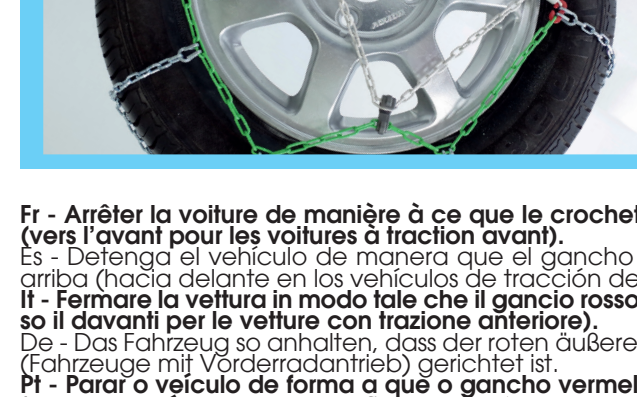 Fr - Arrêter la voiture de manière à ce que le crochet
(vers l'avant pour les voitures à traction avant).
Es - Detenga el vehículo de manera que el gancho
arriba (hacia delante en los vehículos de tracción de
It - Fermare la vettura in modo tale che il gancio rosso
so il davanti per le vetture con trazione anteriore).
De - Das Fahrzeug so anhalten, dass der roten äußere
(Fahrzeuge mit Vorderradantrieb) gerichtet ist.
Pt - Parar o veículo de forma a que o gancho vermel